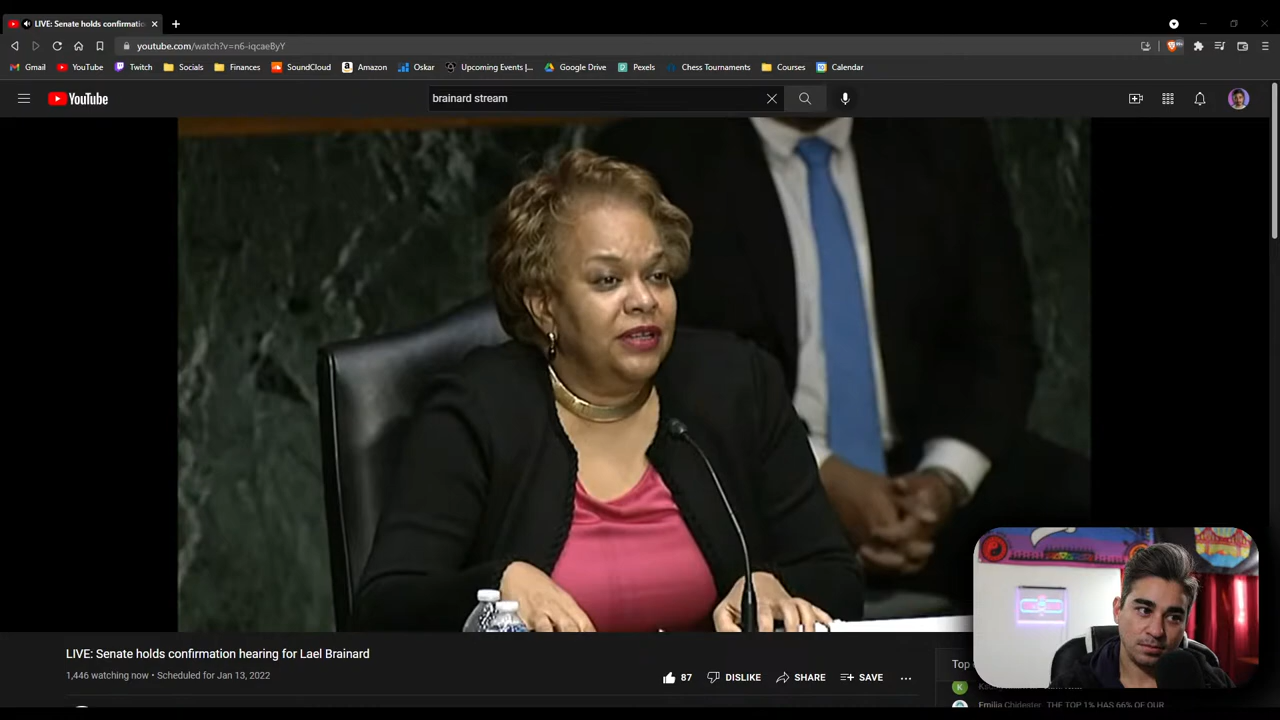 LIVE: Senate holds confirmatio
youtube.com/watch?v=n6-iqcaeByY
Gmail YouTube Twitch Socials Finances SoundCloud Amazon Oskar Upcoming Events |... Google Drive Pexels Chess Tournaments Courses Calendar
YouTube brainard stream
LIVE: Senate holds confirmation hearing for Lael Brainard
1,446 watching now • Scheduled for Jan 13, 2022
87 DISLIKE SHARE SAVE
Top
Emilie Chirlester THE TOP 1% HAS 66% OF OUR